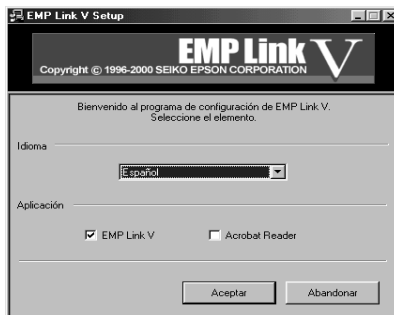 EMP Link V Setup
EMP Link V
Copyright © 1996-2000 SEIKO EPSON CORPORATION
Bienvenido al programa de configuración de EMP Link V.
Seleccione el elemento.
Idioma
Español
Aplicación
EMP Link V
Acrobat Reader
Aceptar
Abandonar